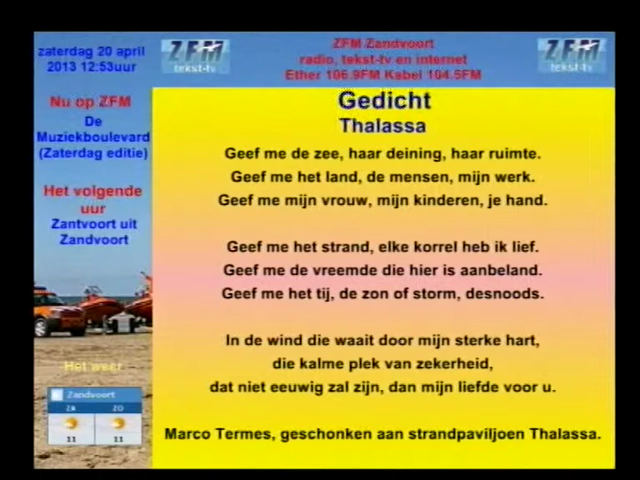 zaterdag 20 april
2013 12:53uur
ZFM
tekst-tv
ZFM Zandvoort
radio, tekst-tv en internet
Ether 106.9FM Kabel 104.5FM
ZFM
tekst-tv
Nu op ZFM
De
Muziekboulevard
(Zaterdag editie)
Het volgende
uur
Zantvoort uit
Zandvoort
Het weer
Zandvoort
ZA ZO
11 11
Gedicht
Thalassa
Geef me de zee, haar deining, haar ruimte.
Geef me het land, de mensen, mijn werk.
Geef me mijn vrouw, mijn kinderen, je hand.
Geef me het strand, elke korrel heb ik lief.
Geef me de vreemde die hier is aanbeland.
Geef me het tij, de zon of storm, desnoods.
In de wind die waait door mijn sterke hart,
die kalme plek van zekerheid,
dat niet eeuwig zal zijn, dan mijn liefde voor u.
Marco Termes, geschonken aan strandpaviljoen Thalassa.